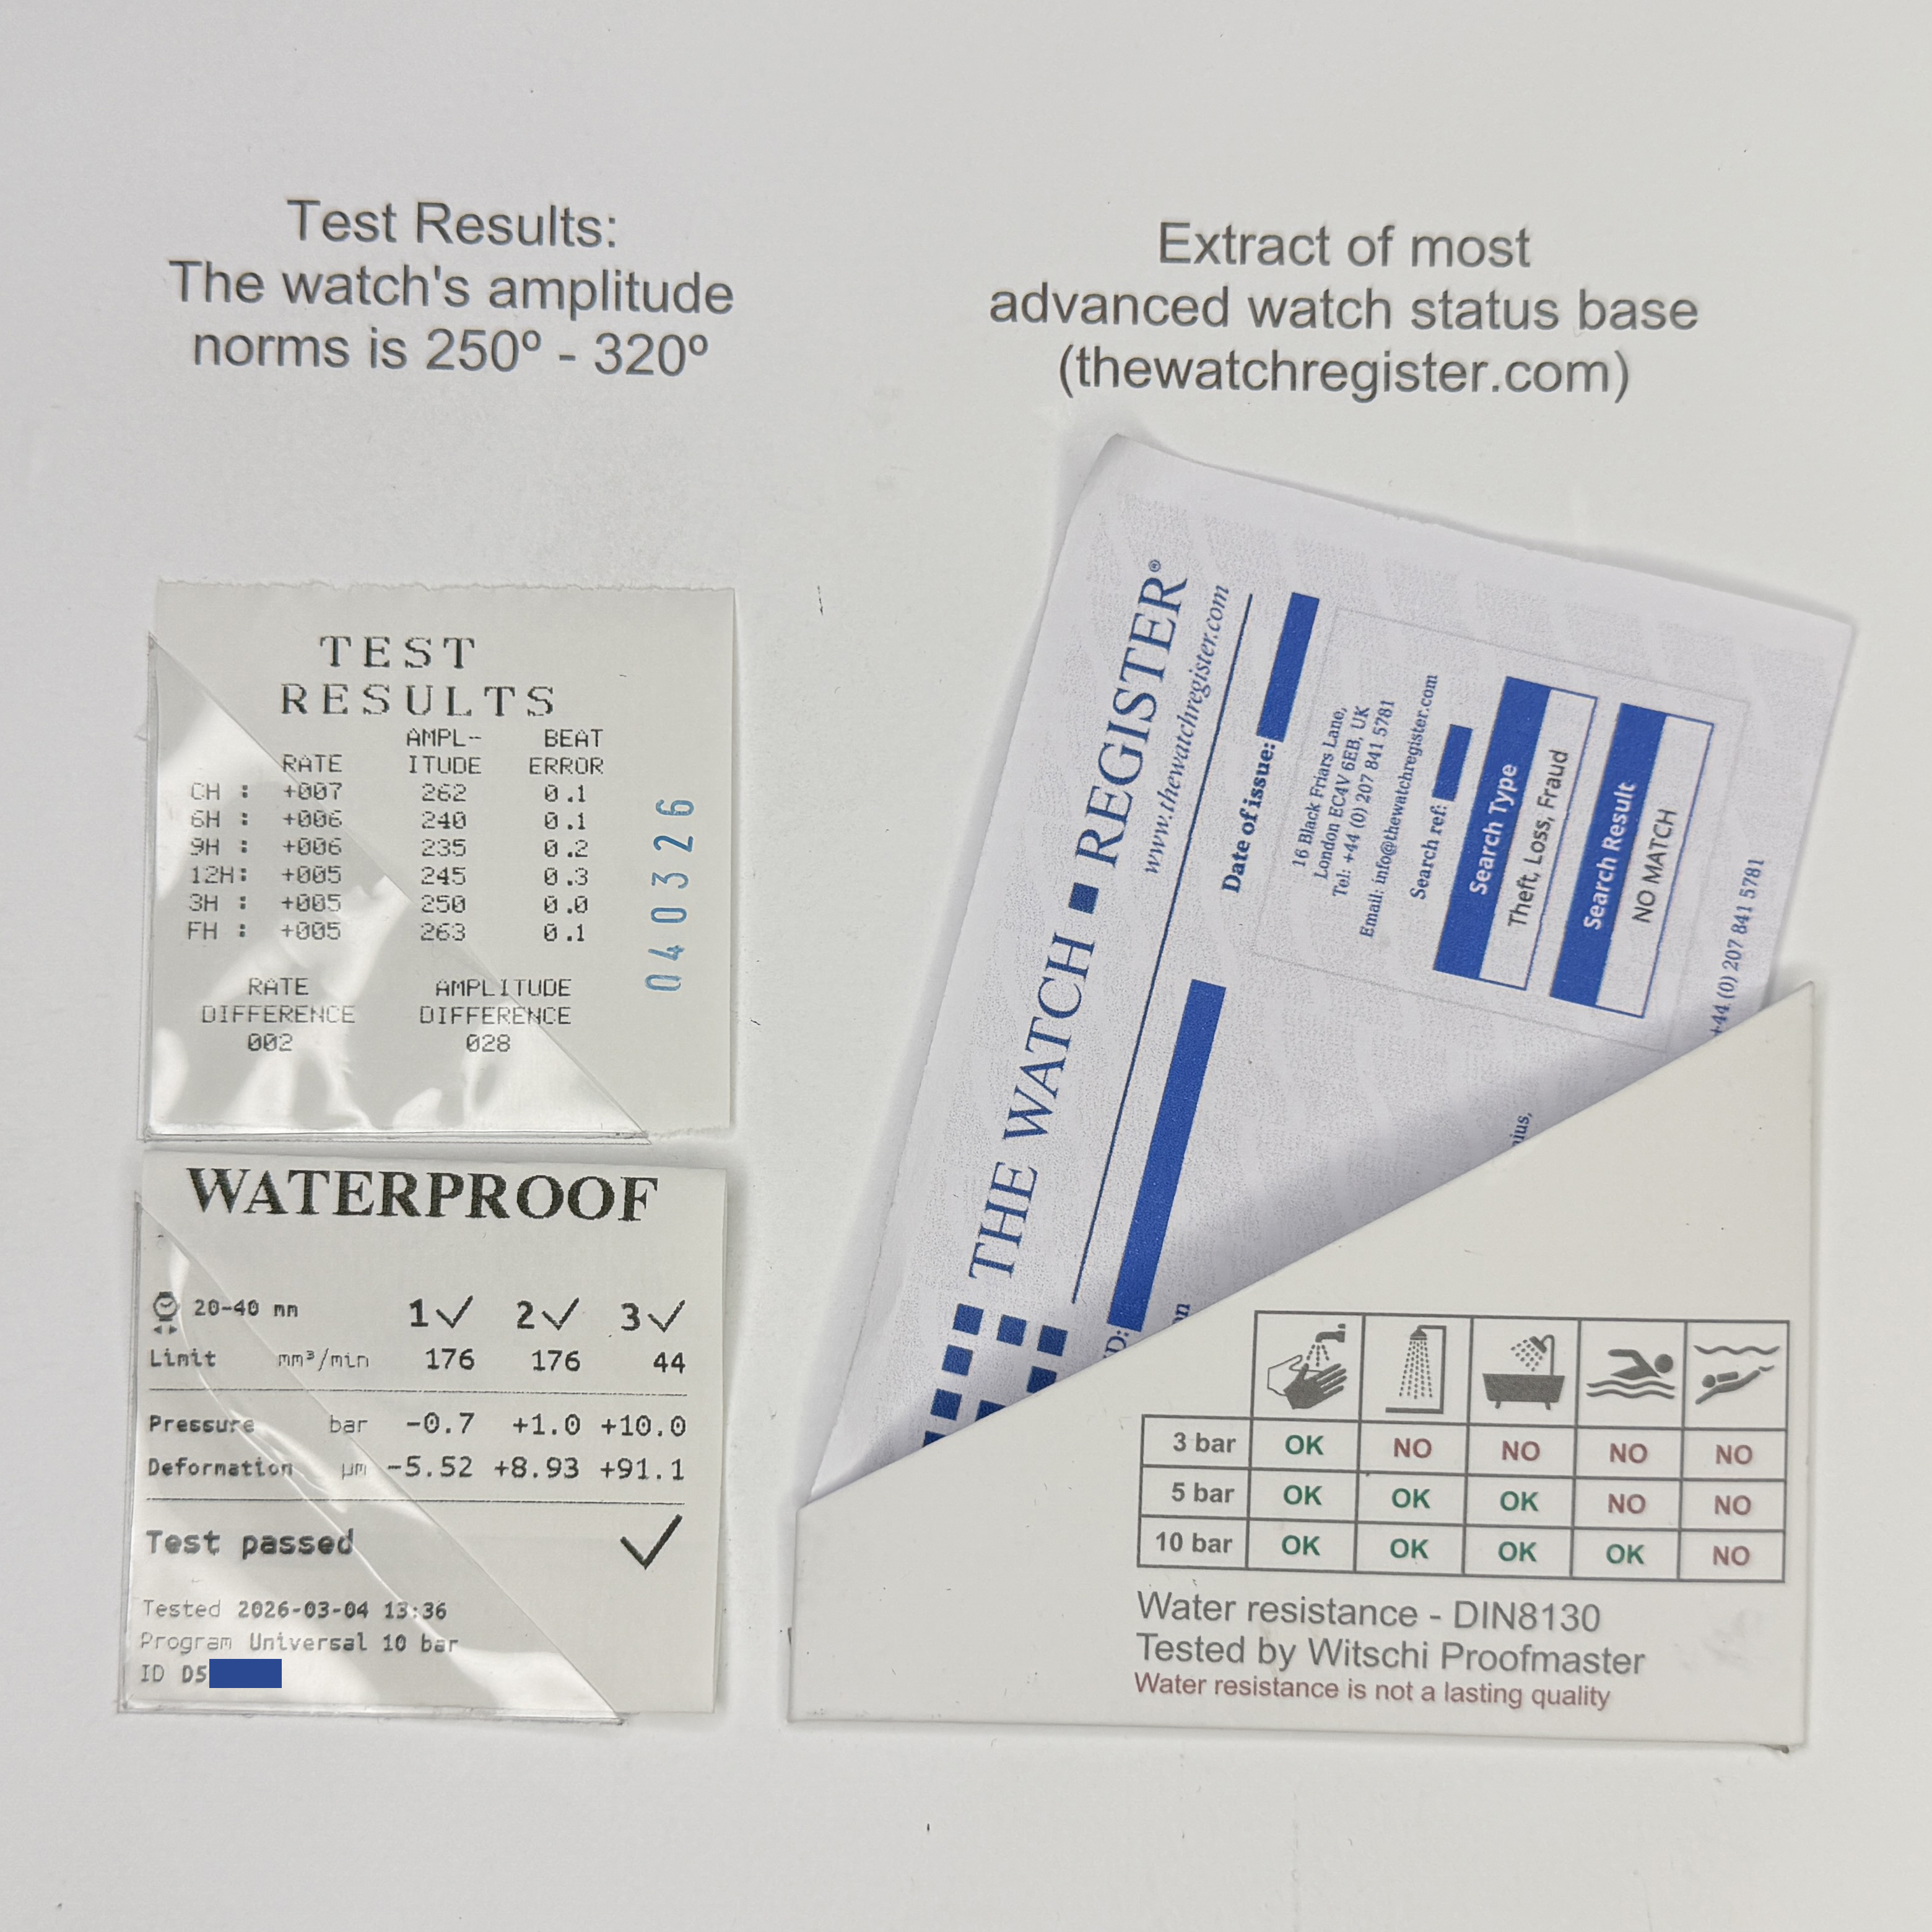 Test Results:
The watch's amplitude
norms is 250º - 320º
Extract of most
advanced watch status base
(thewatchregister.com)
TEST
RESULTS
RATE AMPL-ITUDE BEAT ERROR
CH : +007 262 0.1
6H : +006 240 0.1
9H : +006 235 0.2
12H: +005 245 0.3
3H : +005 250 0.0
FH : +005 263 0.1
RATE AMPLITUDE
DIFFERENCE DIFFERENCE
002 028
040326
WATERPROOF
20-40 mm 1 ✓ 2 ✓ 3 ✓
Limit mm³/min 176 176 44
Pressure bar -0.7 +1.0 +10.0
Deformation µm -5.52 +8.93 +91.1
Test passed ✓
Tested 2026-03-04 13:36
Program Universal 10 bar
ID D5
THE WATCH REGISTER®
www.thewatchregister.com
Date of issue:
16 Black Friars Lane,
London EC4V 6EB, UK
Tel: +44 (0) 207 841 5781
Email: info@thewatchregister.com
Search ref:
Search Type
Theft, Loss, Fraud
Search Result
NO MATCH
+44 (0) 207 841 5781
3 bar OK NO NO NO NO
5 bar OK OK OK NO NO
10 bar OK OK OK OK NO
Water resistance - DIN8130
Tested by Witschi Proofmaster
Water resistance is not a lasting quality